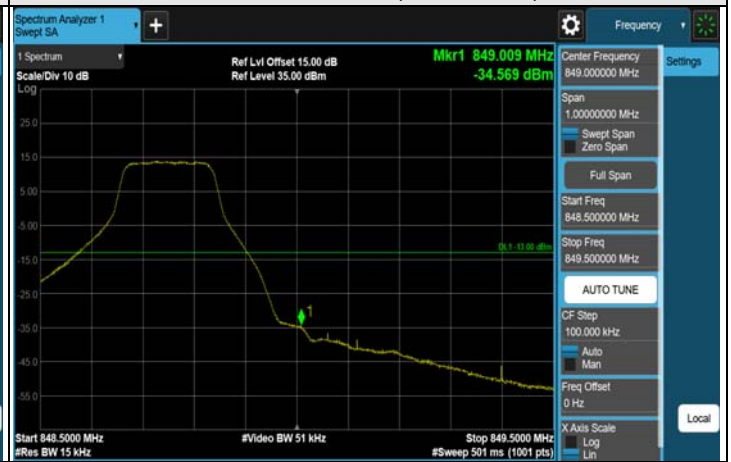 Spectrum Analyzer 1
Swept SA
+
Frequency
1 Spectrum
Scale/Div 10 dB
Log
Ref Lvl Offset 15.00 dB
Ref Level 35.00 dBm
Mkr1 849.009 MHz
-34.569 dBm
25.0
15.0
5.00
-5.00
-15.0
-25.0
-35.0
-45.0
-55.0
DL1 -13.00 dBm
1
Start 848.5000 MHz
#Res BW 15 kHz
#Video BW 51 kHz
Stop 849.5000 MHz
#Sweep 501 ms (1001 pts)
Center Frequency
849.000000 MHz
Settings
Span
1.00000000 MHz
Swept Span
Zero Span
Full Span
Start Freq
848.500000 MHz
Stop Freq
849.500000 MHz
AUTO TUNE
CF Step
100.000 kHz
Auto
Man
Freq Offset
0 Hz
X Axis Scale
Log
Lin
Local